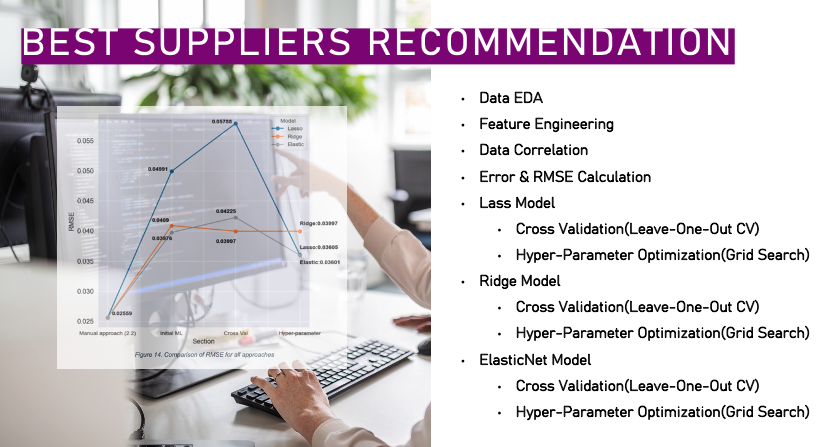 BEST SUPPLIERS RECOMMENDATION
Model
Lasso
Ridge
Elastic
RMSE
0.055
0.050
0.045
0.040
0.035
0.030
0.025
0.05788
0.04991
0.0409
0.03976
0.04225
0.03997
0.02559
Ridge:0.03997
Lasso:0.03605
Elastic:0.03601
Manual approach (2.2)
Initial ML
Cross Val
Hyper-parameter
Section
Figure 14. Comparison of RMSE for all approaches
• Data EDA
• Feature Engineering
• Data Correlation
• Error & RMSE Calculation
• Lass Model
• Cross Validation(Leave-One-Out CV)
• Hyper-Parameter Optimization(Grid Search)
• Ridge Model
• Cross Validation(Leave-One-Out CV)
• Hyper-Parameter Optimization(Grid Search)
• ElasticNet Model
• Cross Validation(Leave-One-Out CV)
• Hyper-Parameter Optimization(Grid Search)